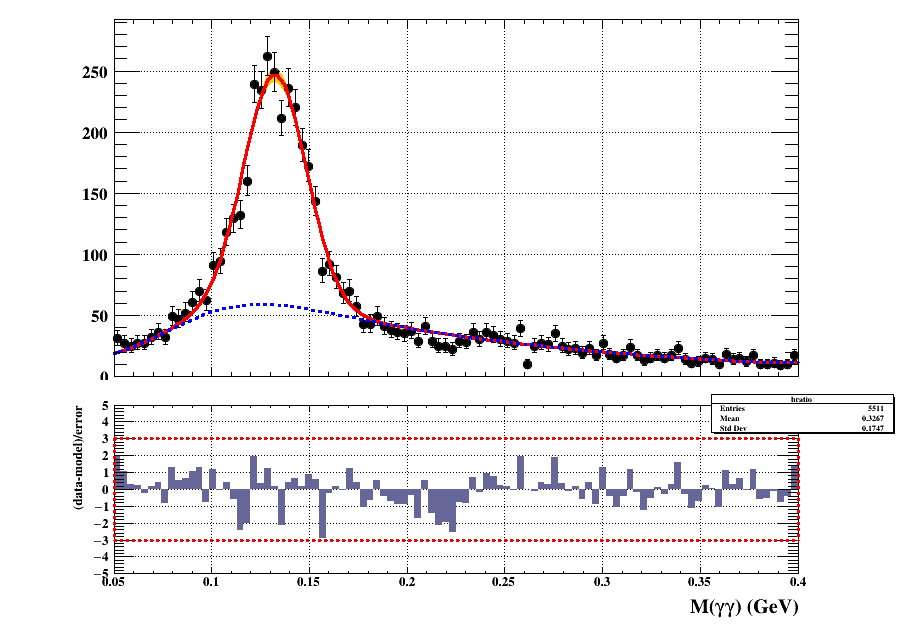 250
200
150
100
50
0
hratio
Entries 5511
Mean 0.3267
Std Dev 0.1747
(data-model)/error
5
4
3
2
1
0
−1
−2
−3
−4
−5
0.05 0.1 0.15 0.2 0.25 0.3 0.35 0.4
M(γγ) (GeV)